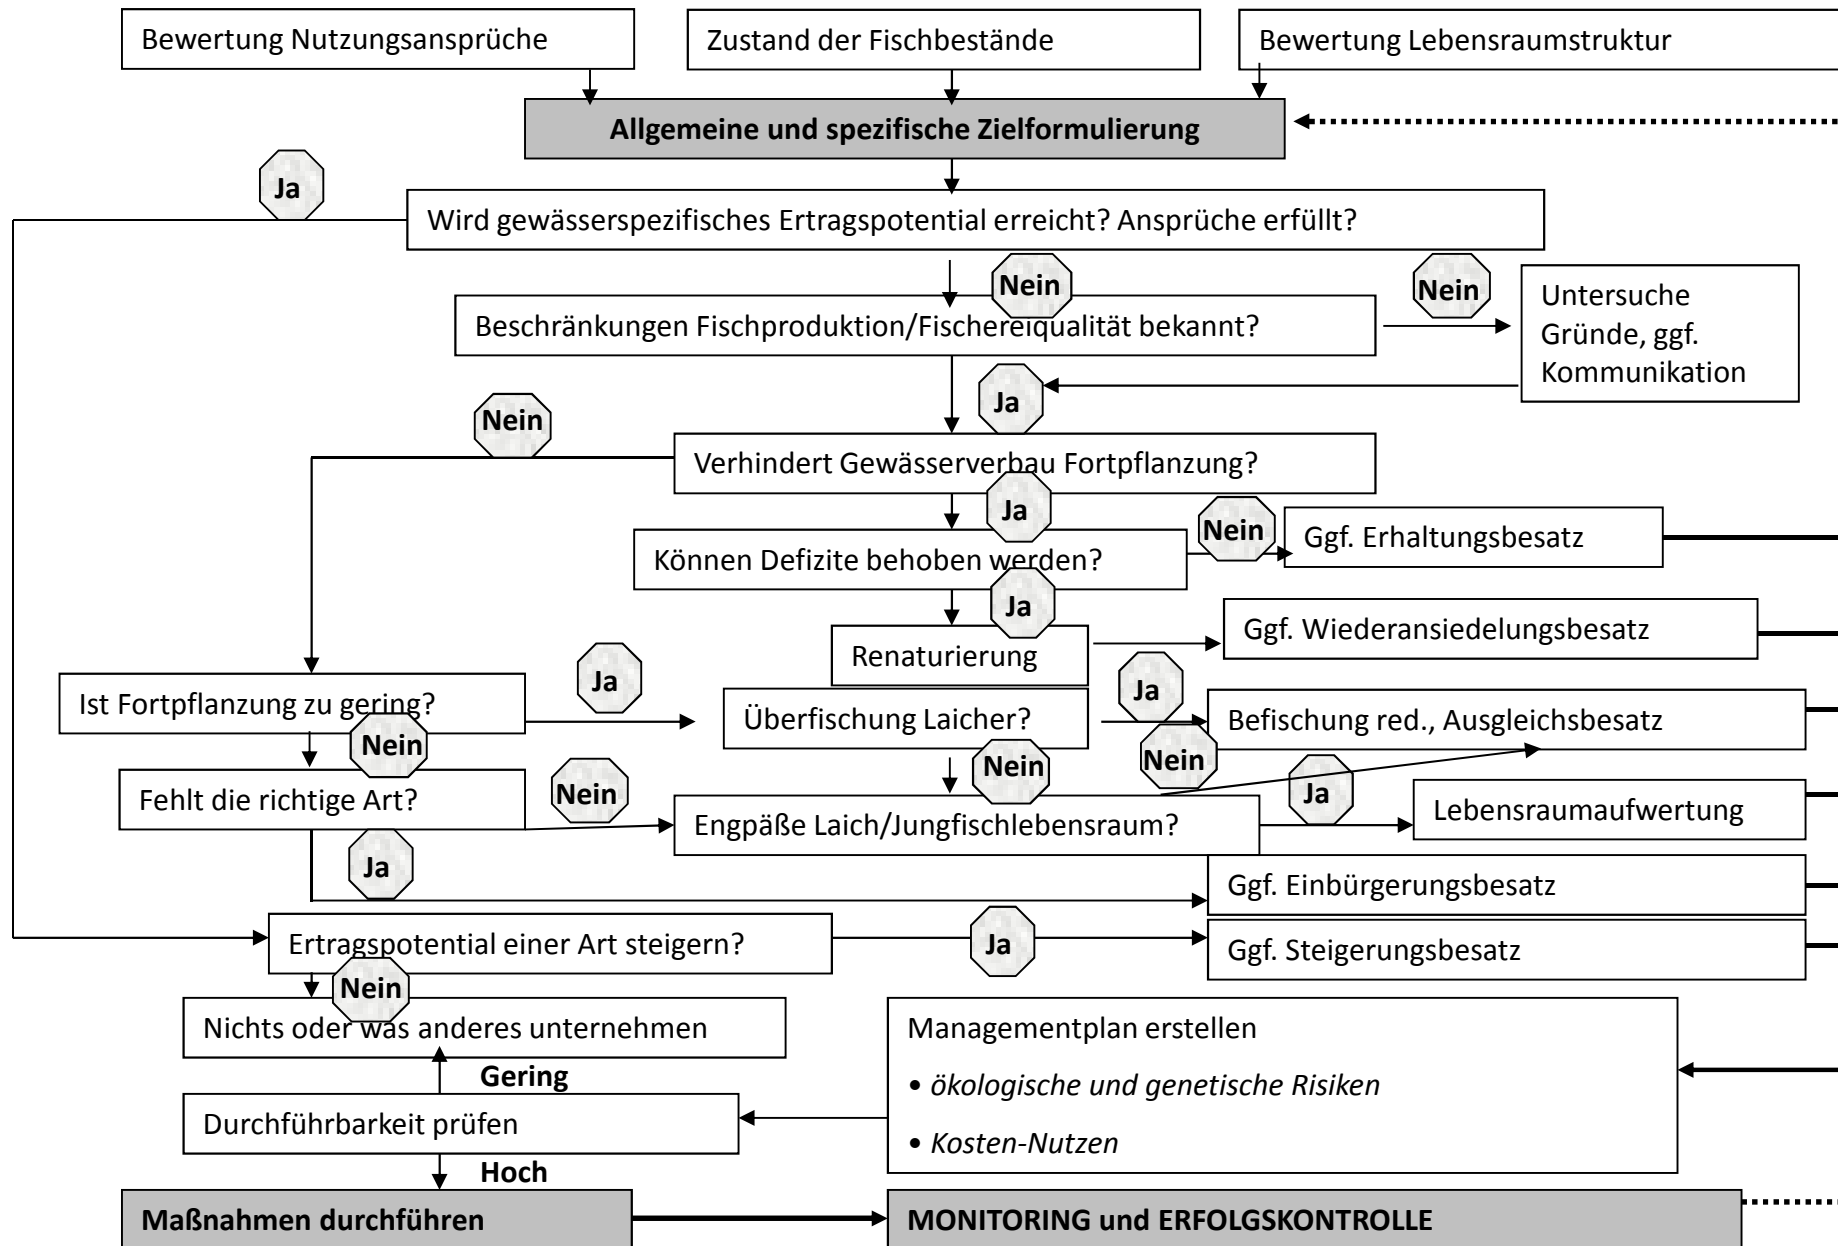 Bewertung Nutzungsansprüche
Zustand der Fischbestände
Bewertung Lebensraumstruktur
Allgemeine und spezifische Zielformulierung
Ja
Wird gewässerspezifisches Ertragspotential erreicht? Ansprüche erfüllt?
Nein
Nein
Beschränkungen Fischproduktion/Fischereiqualität bekannt?
Untersuche
Gründe, ggf.
Kommunikation
Ja
Nein
Verhindert Gewässerverbau Fortpflanzung?
Ja
Nein
Können Defizite behoben werden?
Ggf. Erhaltungsbesatz
Ja
Renaturierung
Ggf. Wiederansiedelungsbesatz
Ist Fortpflanzung zu gering?
Ja
Überfischung Laicher?
Ja
Befischung red., Ausgleichsbesatz
Nein
Nein
Nein
Fehlt die richtige Art?
Nein
Engpäße Laich/Jungfischlebensraum?
Ja
Lebensraumaufwertung
Ja
Ggf. Einbürgerungsbesatz
Ertragspotential einer Art steigern?
Ja
Ggf. Steigerungsbesatz
Nein
Nichts oder was anderes unternehmen
Gering
Durchführbarkeit prüfen
Hoch
Managementplan erstellen
• ökologische und genetische Risiken
• Kosten-Nutzen
Maßnahmen durchführen
MONITORING und ERFOLGSKONTROLLE